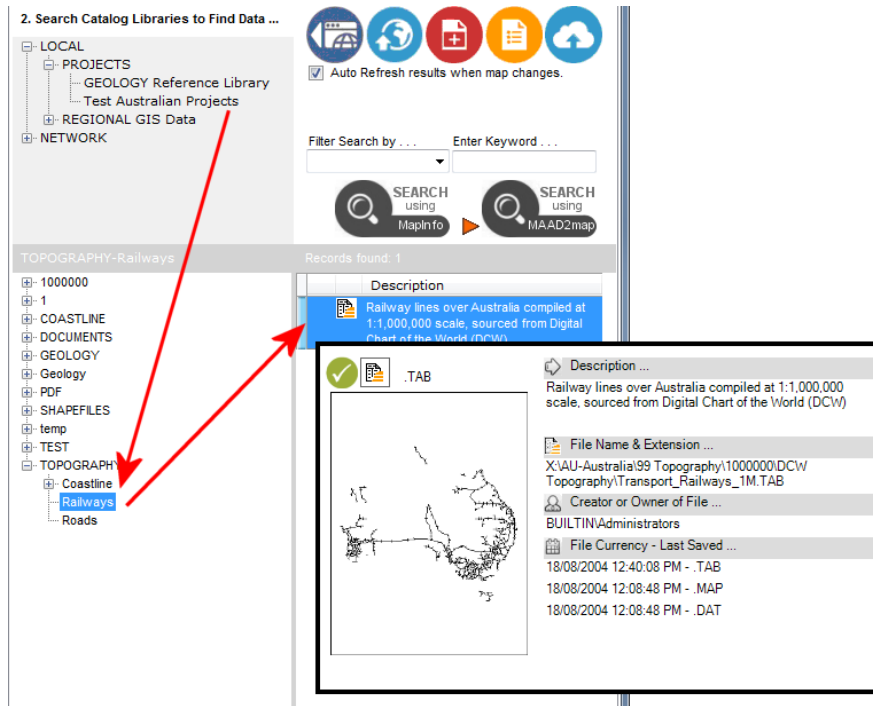 2. Search Catalog Libraries to Find Data ...
LOCAL
PROJECTS
GEOLOGY Reference Library
Test Australian Projects
REGIONAL GIS Data
NETWORK
Auto Refresh results when map changes.
Filter Search by . . .
Enter Keyword . . .
SEARCH
using
MapInfo
SEARCH
using
MAAD2map
TOPOGRAPHY-Railways
Records found: 1
1000000
1
COASTLINE
DOCUMENTS
GEOLOGY
Geology
PDF
SHAPEFILES
temp
TEST
TOPOGRAPHY
Coastline
Railways
Roads
Description
Railway lines over Australia compiled at
1:1,000,000 scale, sourced from Digital
Chart of the World (DCW)
.TAB
Description ...
Railway lines over Australia compiled at 1:1,000,000
scale, sourced from Digital Chart of the World (DCW)
File Name & Extension ...
X:\AU-Australia\99 Topography\1000000\DCW
Topography\Transport_Railways_1M.TAB
Creator or Owner of File ...
BUILTIN\Administrators
File Currency - Last Saved ...
18/08/2004 12:40:08 PM - .TAB
18/08/2004 12:08:48 PM - .MAP
18/08/2004 12:08:48 PM - .DAT